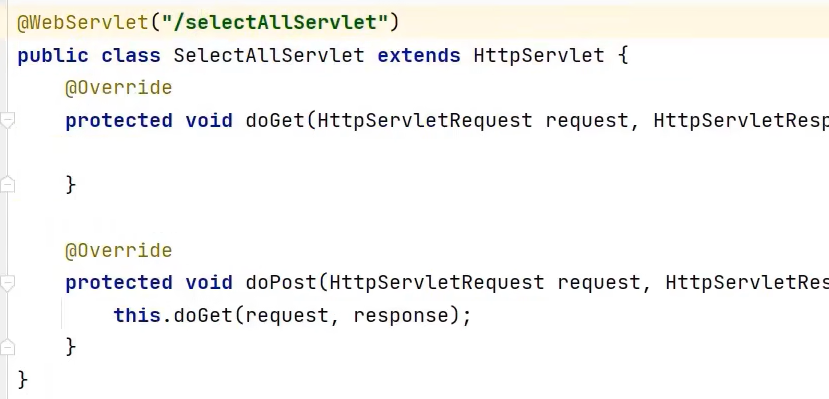 @WebServlet("/selectAllServlet")
public class SelectAllServlet extends HttpServlet {
    @Override
    protected void doGet(HttpServletRequest request, HttpServletResp
    }
    @Override
    protected void doPost(HttpServletRequest request, HttpServletRes
        this.doGet(request, response);
    }
}